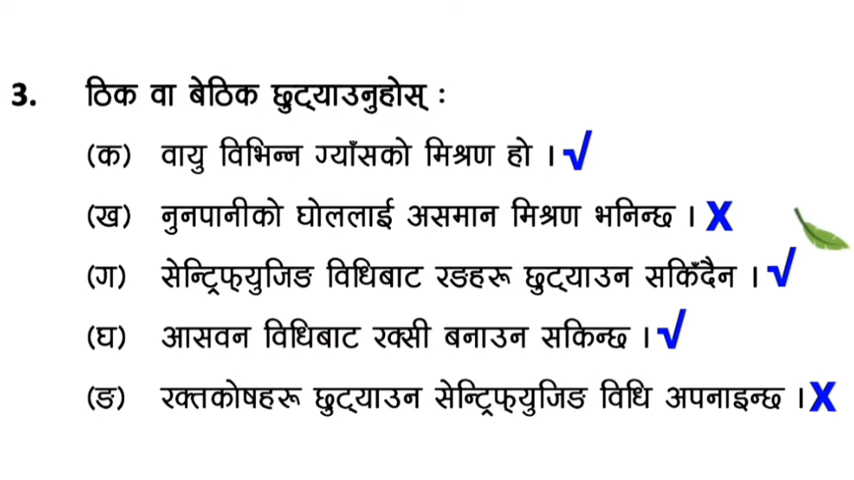 3. ठिक वा बेठिक छुट्याउनुहोस् :
(क) वायु विभिन्न ग्याँसको मिश्रण हो । √
(ख) नुनपानीको घोललाई असमान मिश्रण भनिन्छ । X
(ग) सेन्ट्रिफ्युजिङ विधिबाट रङहरू छुट्याउन सकिँदैन । √
(घ) आसवन विधिबाट रक्सी बनाउन सकिन्छ । √
(ङ) रक्तकोषहरू छुट्याउन सेन्ट्रिफ्युजिङ विधि अपनाइन्छ । X